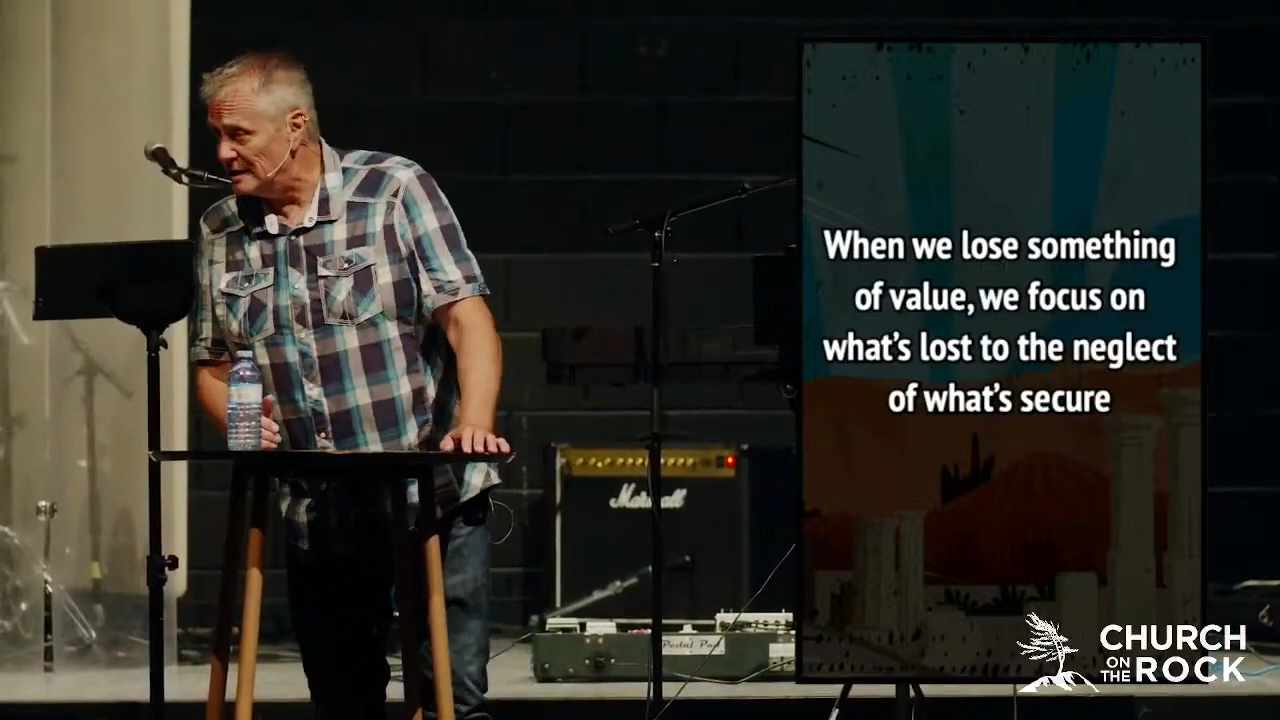 When we lose something
of value, we focus on
what's lost to the neglect
of what's secure
Marshall
Pedal Pad
CHURCH
ON THE ROCK